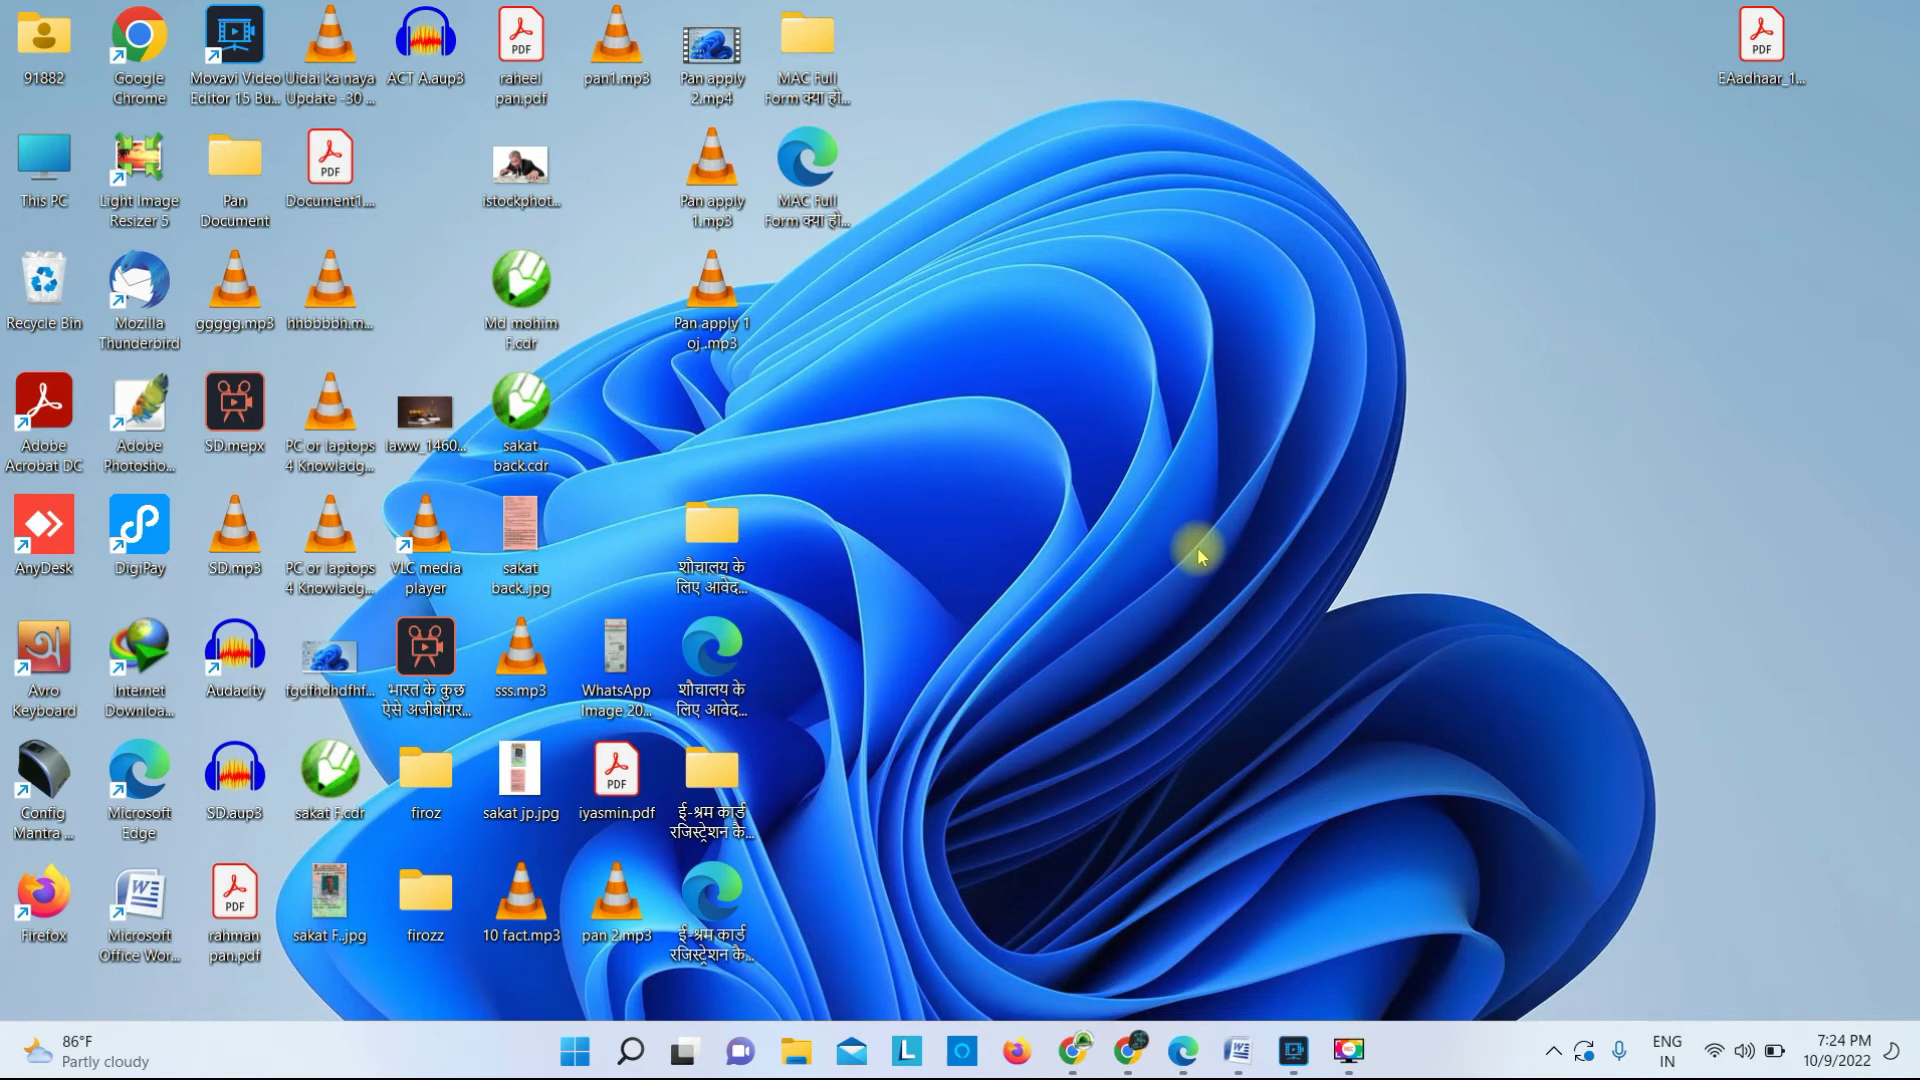 91882
Google
Chrome
Movavi Video
Editor 15 Bu...
Uidai ka naya
Update -30 ...
ACT A.aup3
raheel
pan.pdf
pan1.mp3
Pan apply
2.mp4
MAC Full
Form क्या हो...
EAadhaar_1...
This PC
Light Image
Resizer 5
Pan
Document
Document1....
istockphot...
Pan apply
1.mp3
MAC Full
Form क्या हो...
Recycle Bin
Mozilla
Thunderbird
ggggg.mp3
hhbbbbh.m...
Md mohim
F.cdr
Pan apply 1
oj .mp3
Adobe
Acrobat DC
Adobe
Photosho...
SD.mepx
PC or laptops
4 Knowladg...
laww_1460...
sakat
back.cdr
AnyDesk
DigiPay
SD.mp3
PC or laptops
4 Knowladg...
VLC media
player
sakat
back..jpg
शौचालय के
लिए आवेद...
Avro
Keyboard
Internet
Downloa...
Audacity
fgdfhdhdfhf...
भारत के कुछ
ऐसे अजीबोग़र...
sss.mp3
WhatsApp
Image 20...
शौचालय के
लिए आवेद...
Config
Mantra ...
Microsoft
Edge
SD.aup3
sakat F.cdr
firoz
sakat jp.jpg
iyasmin.pdf
ई-श्रम कार्ड
रजिस्ट्रेशन कै...
Firefox
Microsoft
Office Wor...
rahman
pan.pdf
sakat F..jpg
firozz
10 fact.mp3
pan 2.mp3
ई-श्रम कार्ड
रजिस्ट्रेशन कै...
86°F
Partly cloudy
ENG
IN
7:24 PM
10/9/2022